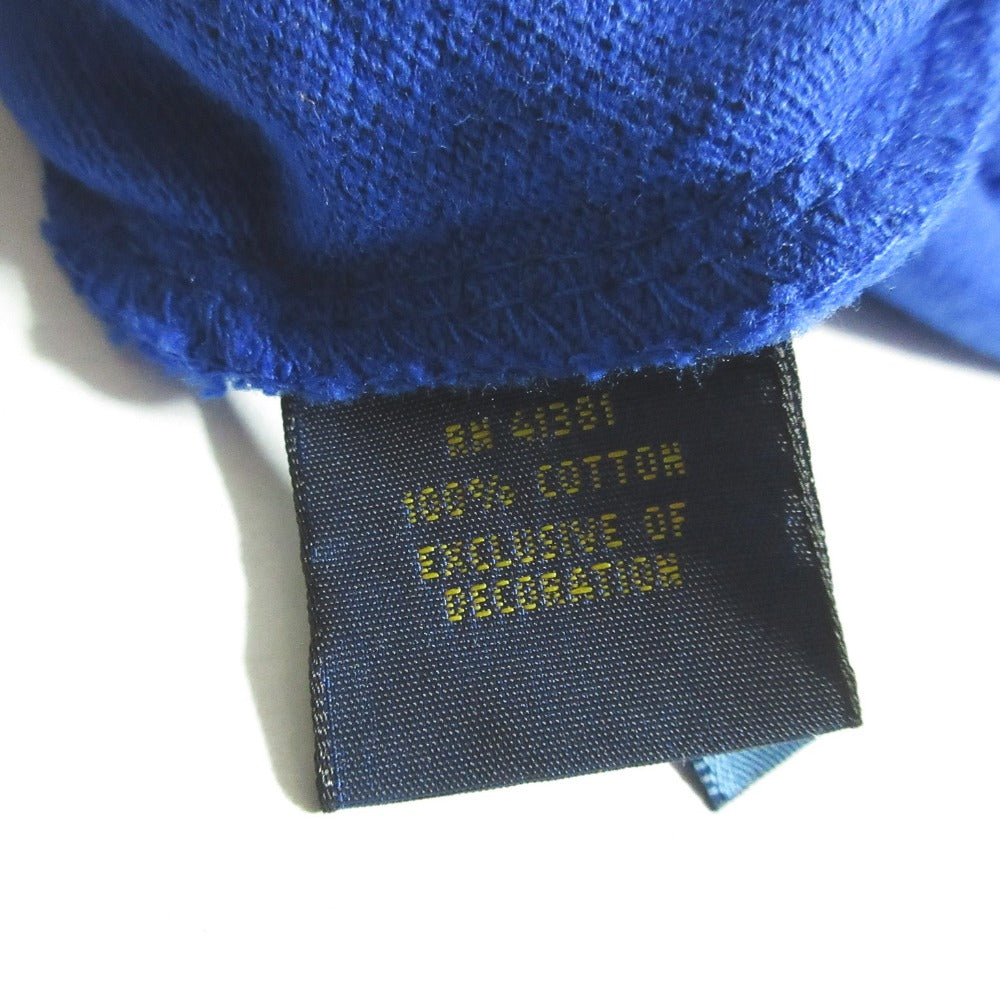 RN 41381
100% COTTON
EXCLUSIVE OF
DECORATION